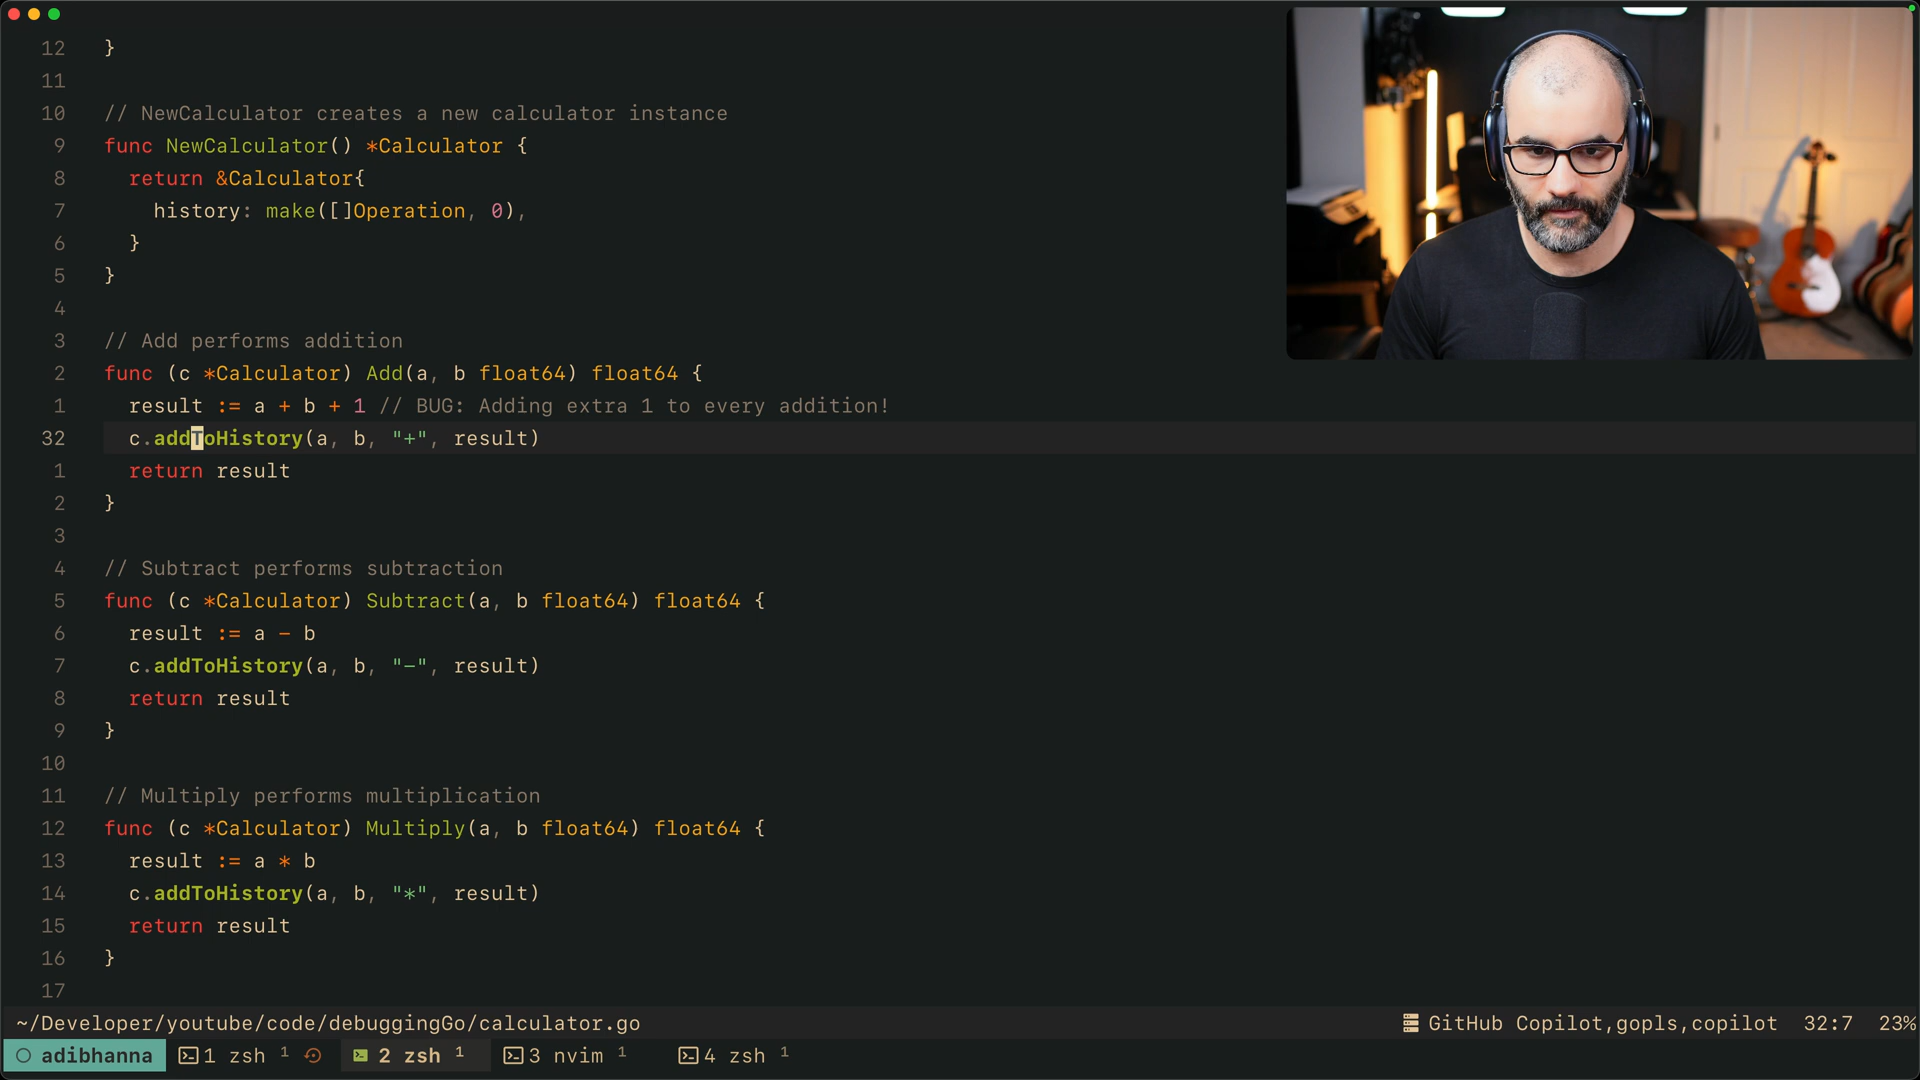 12 }
11
10 // NewCalculator creates a new calculator instance
9 func NewCalculator() *Calculator {
8 return &Calculator{
7 history: make([]Operation, 0),
6 }
5 }
4
3 // Add performs addition
2 func (c *Calculator) Add(a, b float64) float64 {
1 result := a + b + 1 // BUG: Adding extra 1 to every addition!
32 c.addToHistory(a, b, "+", result)
1 return result
2 }
3
4 // Subtract performs subtraction
5 func (c *Calculator) Subtract(a, b float64) float64 {
6 result := a - b
7 c.addToHistory(a, b, "-", result)
8 return result
9 }
10
11 // Multiply performs multiplication
12 func (c *Calculator) Multiply(a, b float64) float64 {
13 result := a * b
14 c.addToHistory(a, b, "*", result)
15 return result
16 }
17
~/Developer/youtube/code/debuggingGo/calculator.go GitHub Copilot,gopls,copilot 32:7 23%
adibhanna 1 zsh 1 2 zsh 1 3 nvim 1 4 zsh 1